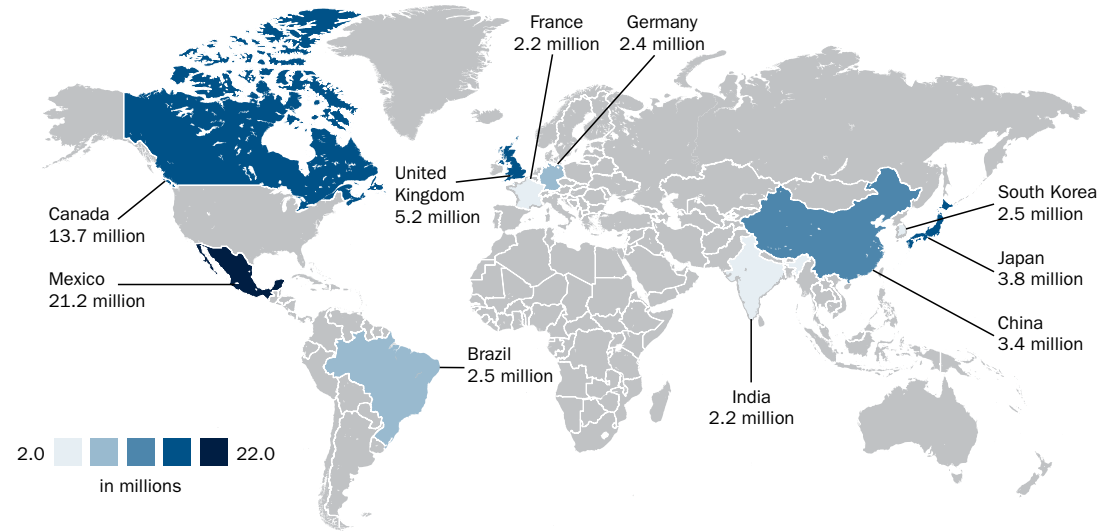 France
2.2 million
Germany
2.4 million
United
Kingdom
5.2 million
South Korea
2.5 million
Canada
13.7 million
Japan
3.8 million
Mexico
21.2 million
China
3.4 million
Brazil
2.5 million
India
2.2 million
2.0 22.0
in millions